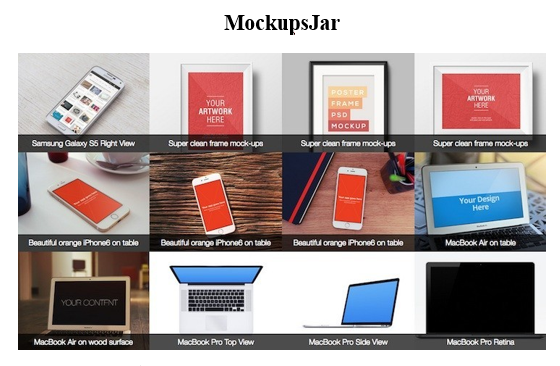 MockupsJar
YOUR
ARTWORK
HERE
POSTER
FRAME
PSD
MOCKUP
YOUR
ARTWORK
HERE
Samsung Galaxy S5 Right View
Super clean frame mock-ups
Super clean frame mock-ups
Super clean frame mock-ups
Your Design
Here
Beautiful orange iPhone6 on table
Beautiful orange iPhone6 on table
Beautiful orange iPhone6 on table
MacBook Air on table
YOUR CONTENT
MacBook Air on wood surface
MacBook Pro Top View
MacBook Pro Side View
MacBook Pro Retina